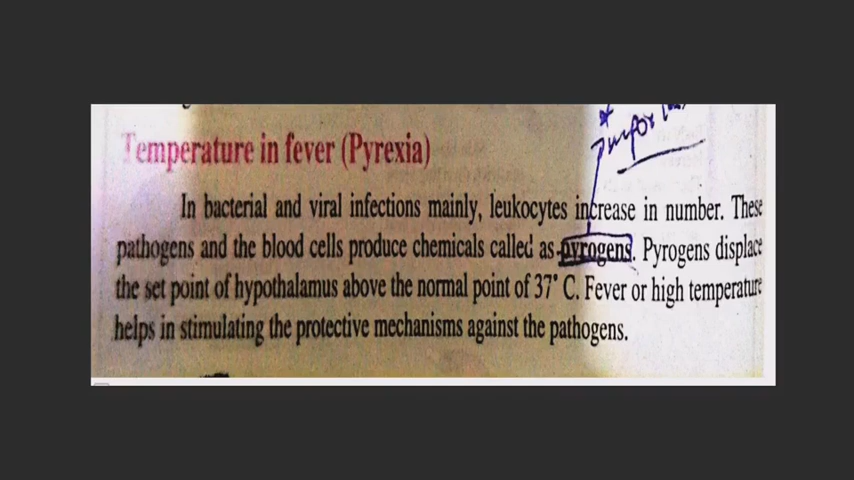 Important
Temperature in fever (Pyrexia)
In bacterial and viral infections mainly, leukocytes increase in number. These
pathogens and the blood cells produce chemicals called as pyrogens. Pyrogens displace
the set point of hypothalamus above the normal point of 37° C. Fever or high temperature
helps in stimulating the protective mechanisms against the pathogens.